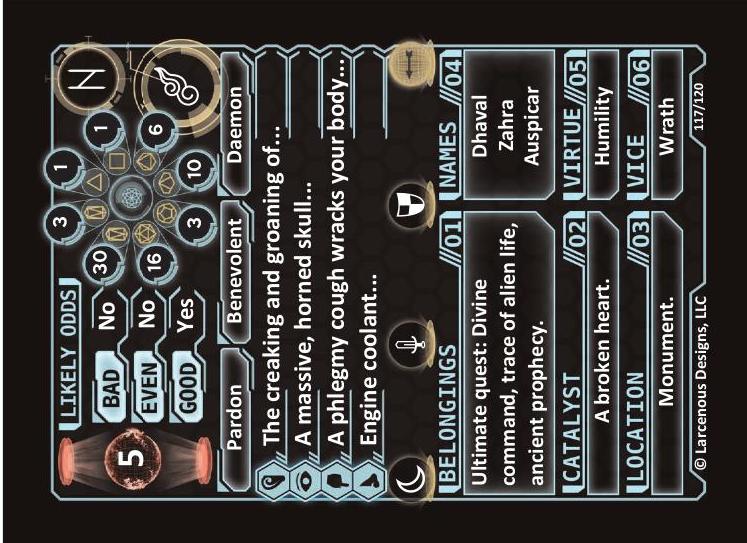 5
LIKELY ODDS
BAD No
EVEN No
GOOD Yes
3
1
1
6
10
3
16
30
Pardon
Benevolent
Daemon
The creaking and groaning of...
A massive, horned skull...
A phlegmy cough wracks your body...
Engine coolant...
BELONGINGS ///01
Ultimate quest: Divine
command, trace of alien life,
ancient prophecy.
NAMES ///04
Dhaval
Zahra
Auspicar
CATALYST ///02
A broken heart.
VIRTUE ///05
Humility
LOCATION ///03
Monument.
VICE ///06
Wrath
© Larcenous Designs, LLC
117/120